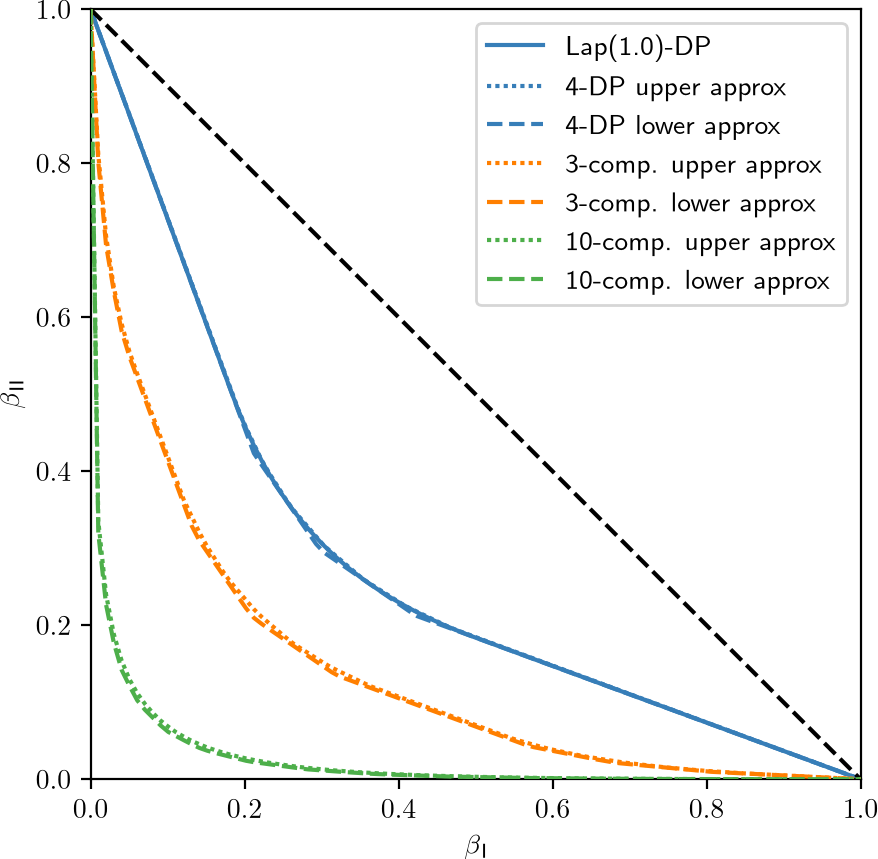 1.0
0.8
0.6
0.4
0.2
0.0
βII
Lap(1.0)-DP
4-DP upper approx
4-DP lower approx
3-comp. upper approx
3-comp. lower approx
10-comp. upper approx
10-comp. lower approx
0.0 0.2 0.4 0.6 0.8 1.0
βI